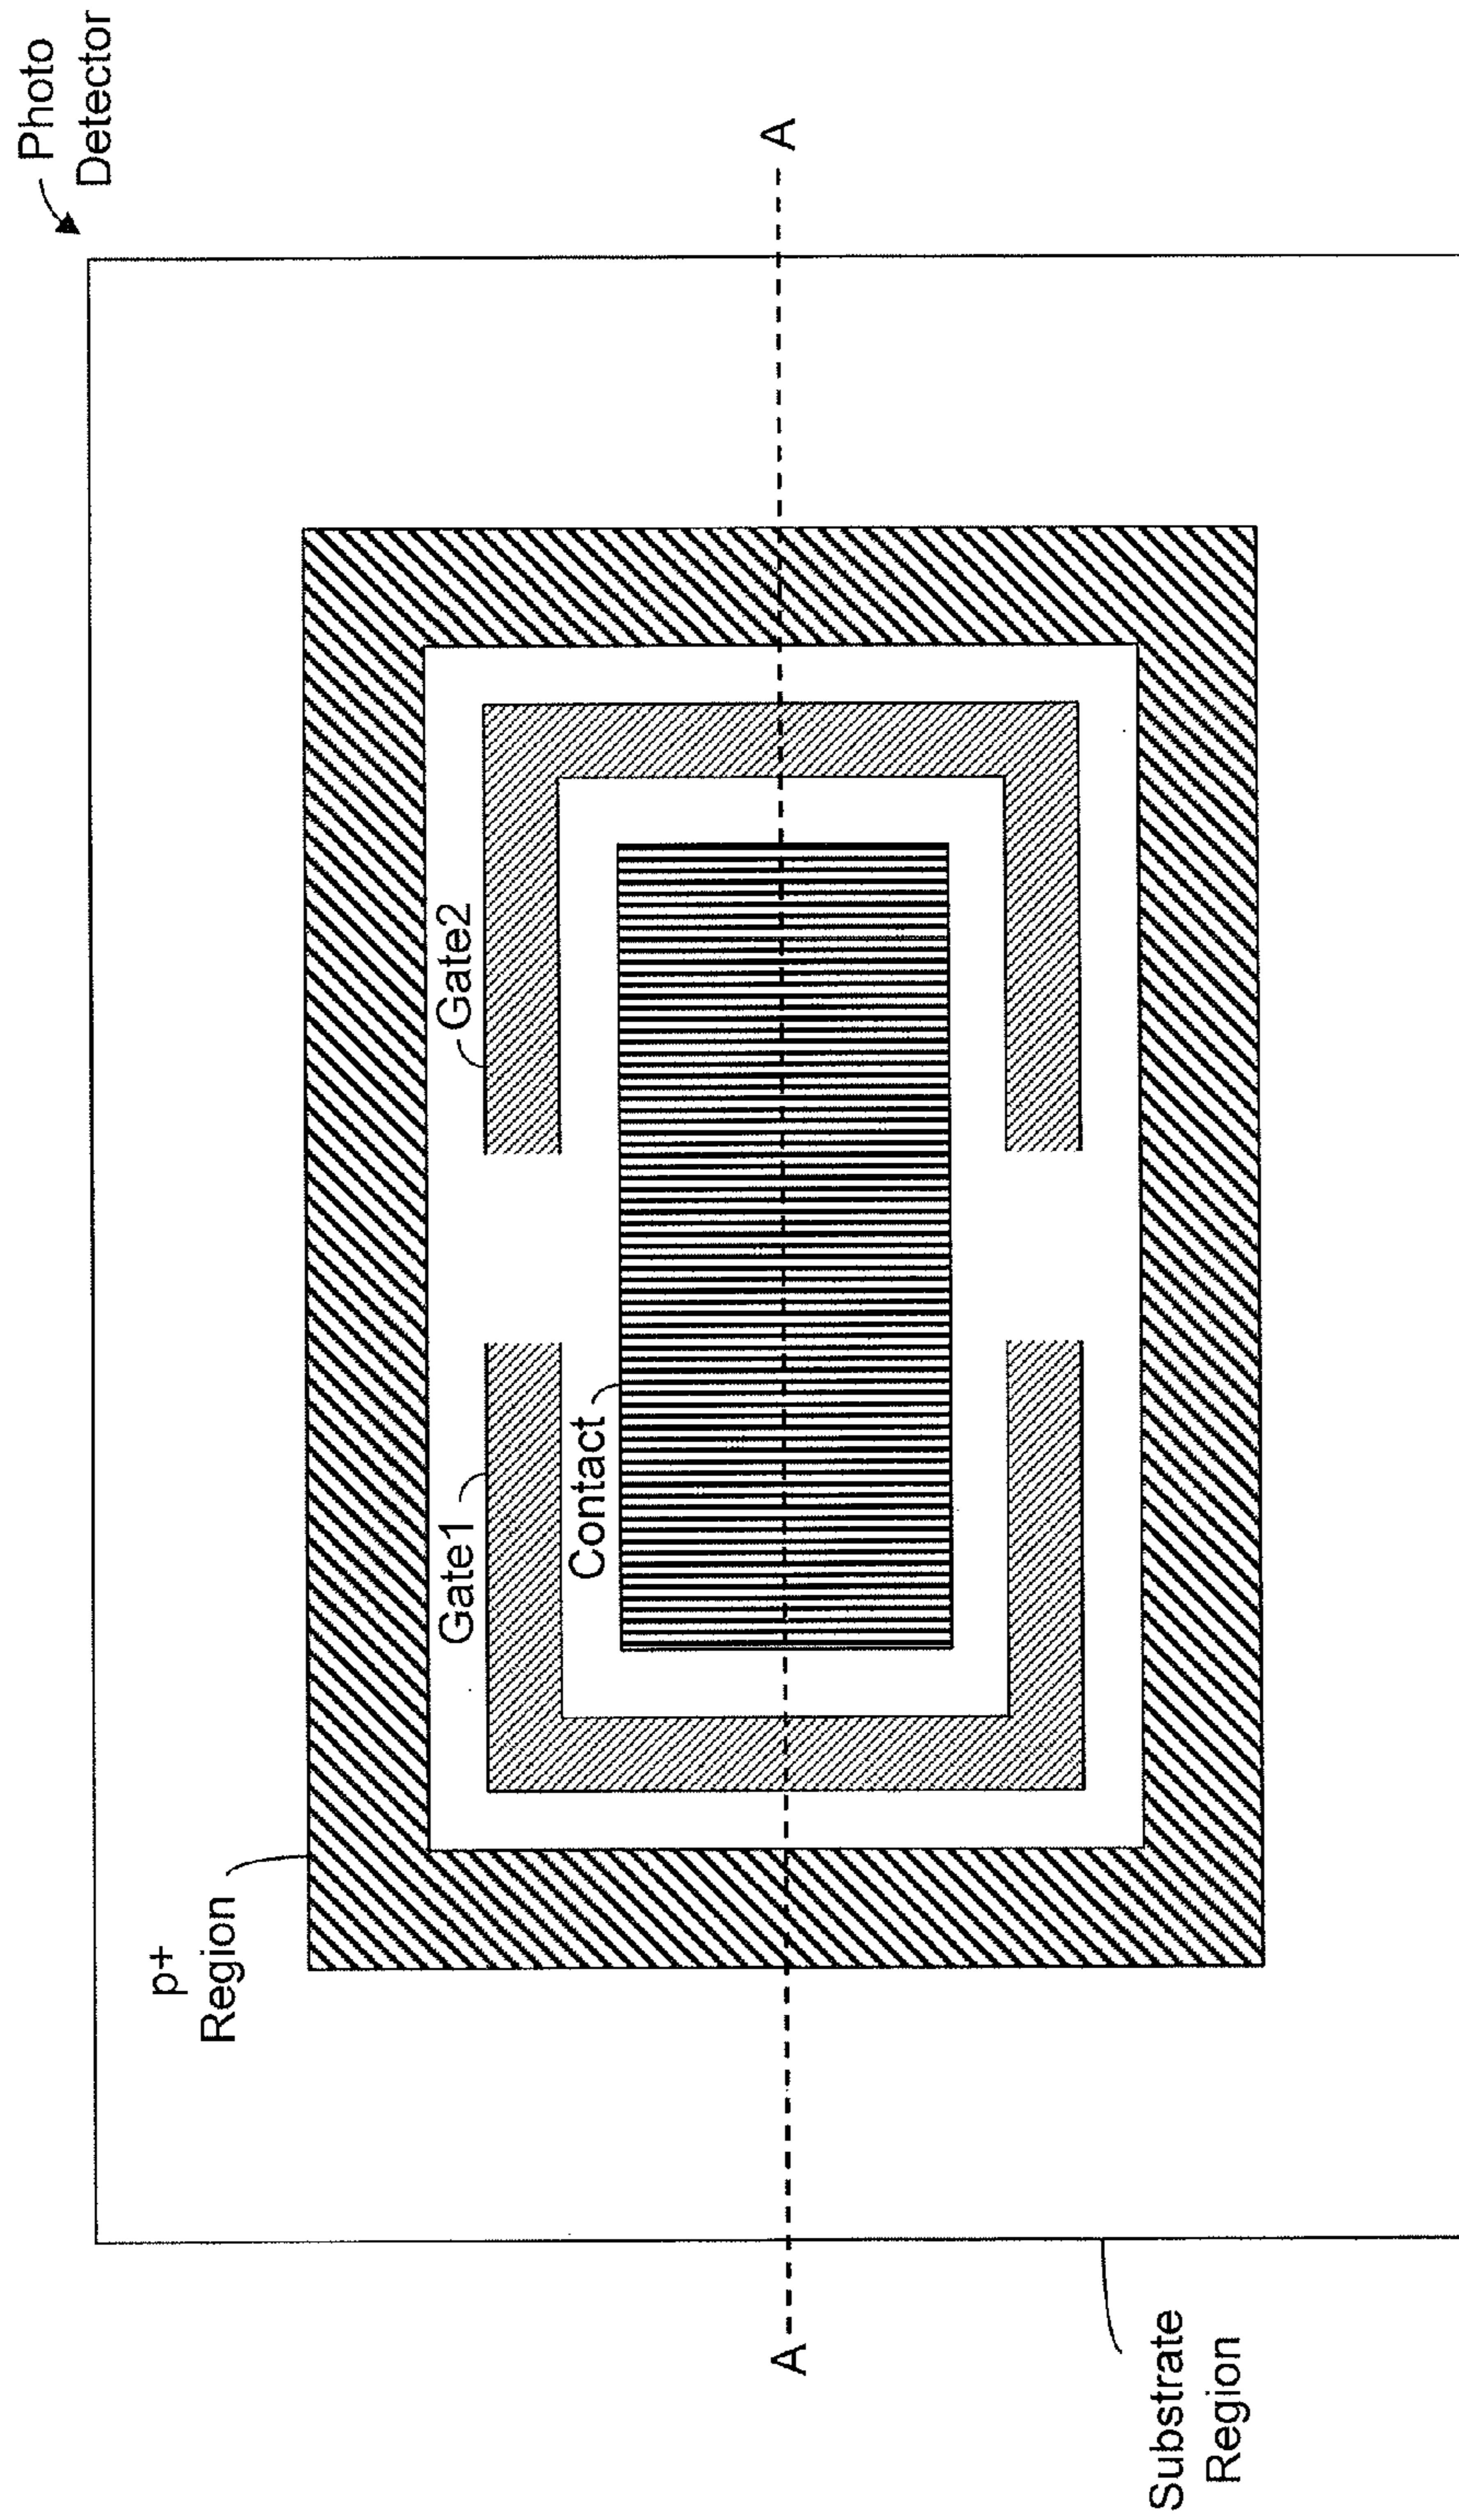 Photo
Detector
p+
Region
Gate1
Gate2
Contact
A
A
Substrate
Region